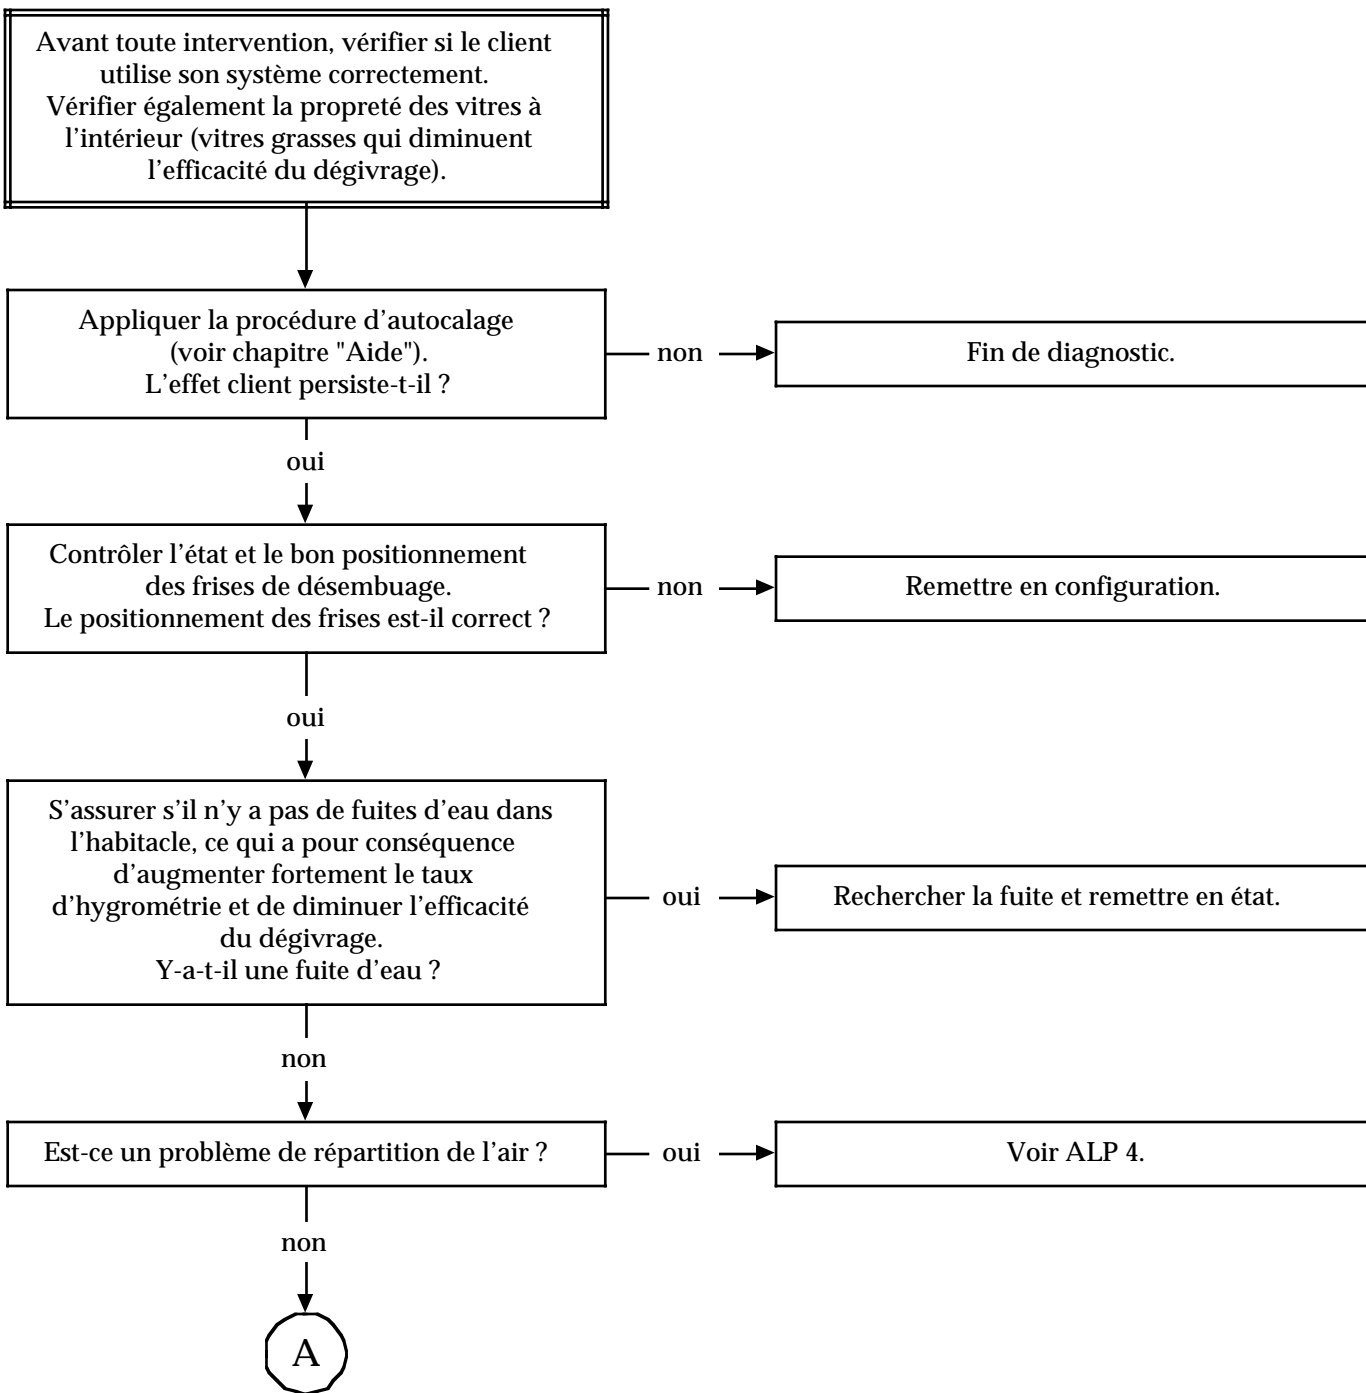 Avant toute intervention, vérifier si le client
utilise son système correctement.
Vérifier également la propreté des vitres à
l’intérieur (vitres grasses qui diminuent
l’efficacité du dégivrage).
Appliquer la procédure d’autocalage
(voir chapitre "Aide").
L’effet client persiste-t-il ?
non
Fin de diagnostic.
oui
Contrôler l’état et le bon positionnement
des frises de désembuage.
Le positionnement des frises est-il correct ?
non
Remettre en configuration.
oui
S’assurer s’il n’y a pas de fuites d’eau dans
l’habitacle, ce qui a pour conséquence
d’augmenter fortement le taux
d’hygrométrie et de diminuer l’efficacité
du dégivrage.
Y-a-t-il une fuite d’eau ?
oui
Rechercher la fuite et remettre en état.
non
Est-ce un problème de répartition de l’air ?
oui
Voir ALP 4.
non
A